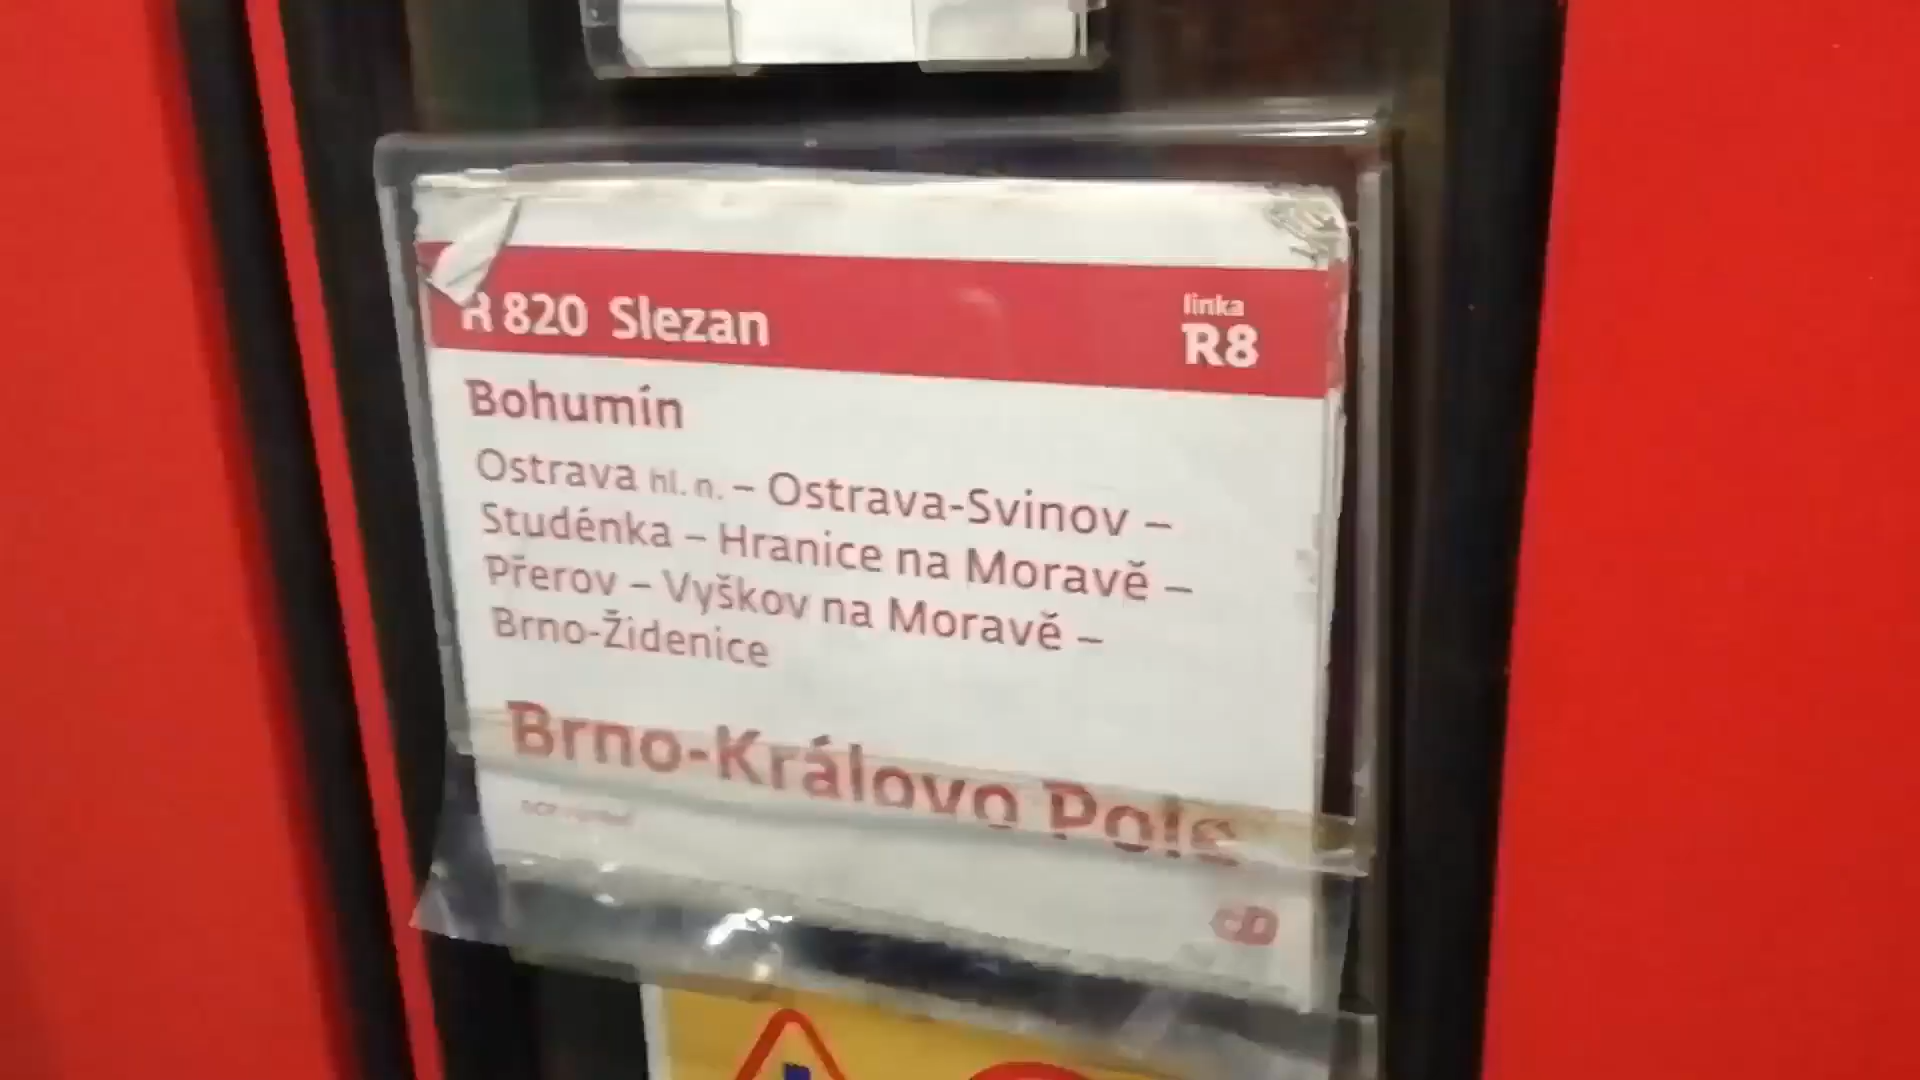 R 820 Slezan
linka
R8
Bohumín
Ostrava hl. n. – Ostrava-Svinov –
Studénka – Hranice na Moravě –
Přerov – Vyškov na Moravě –
Brno-Židenice
Brno-Královo Pole
ČD